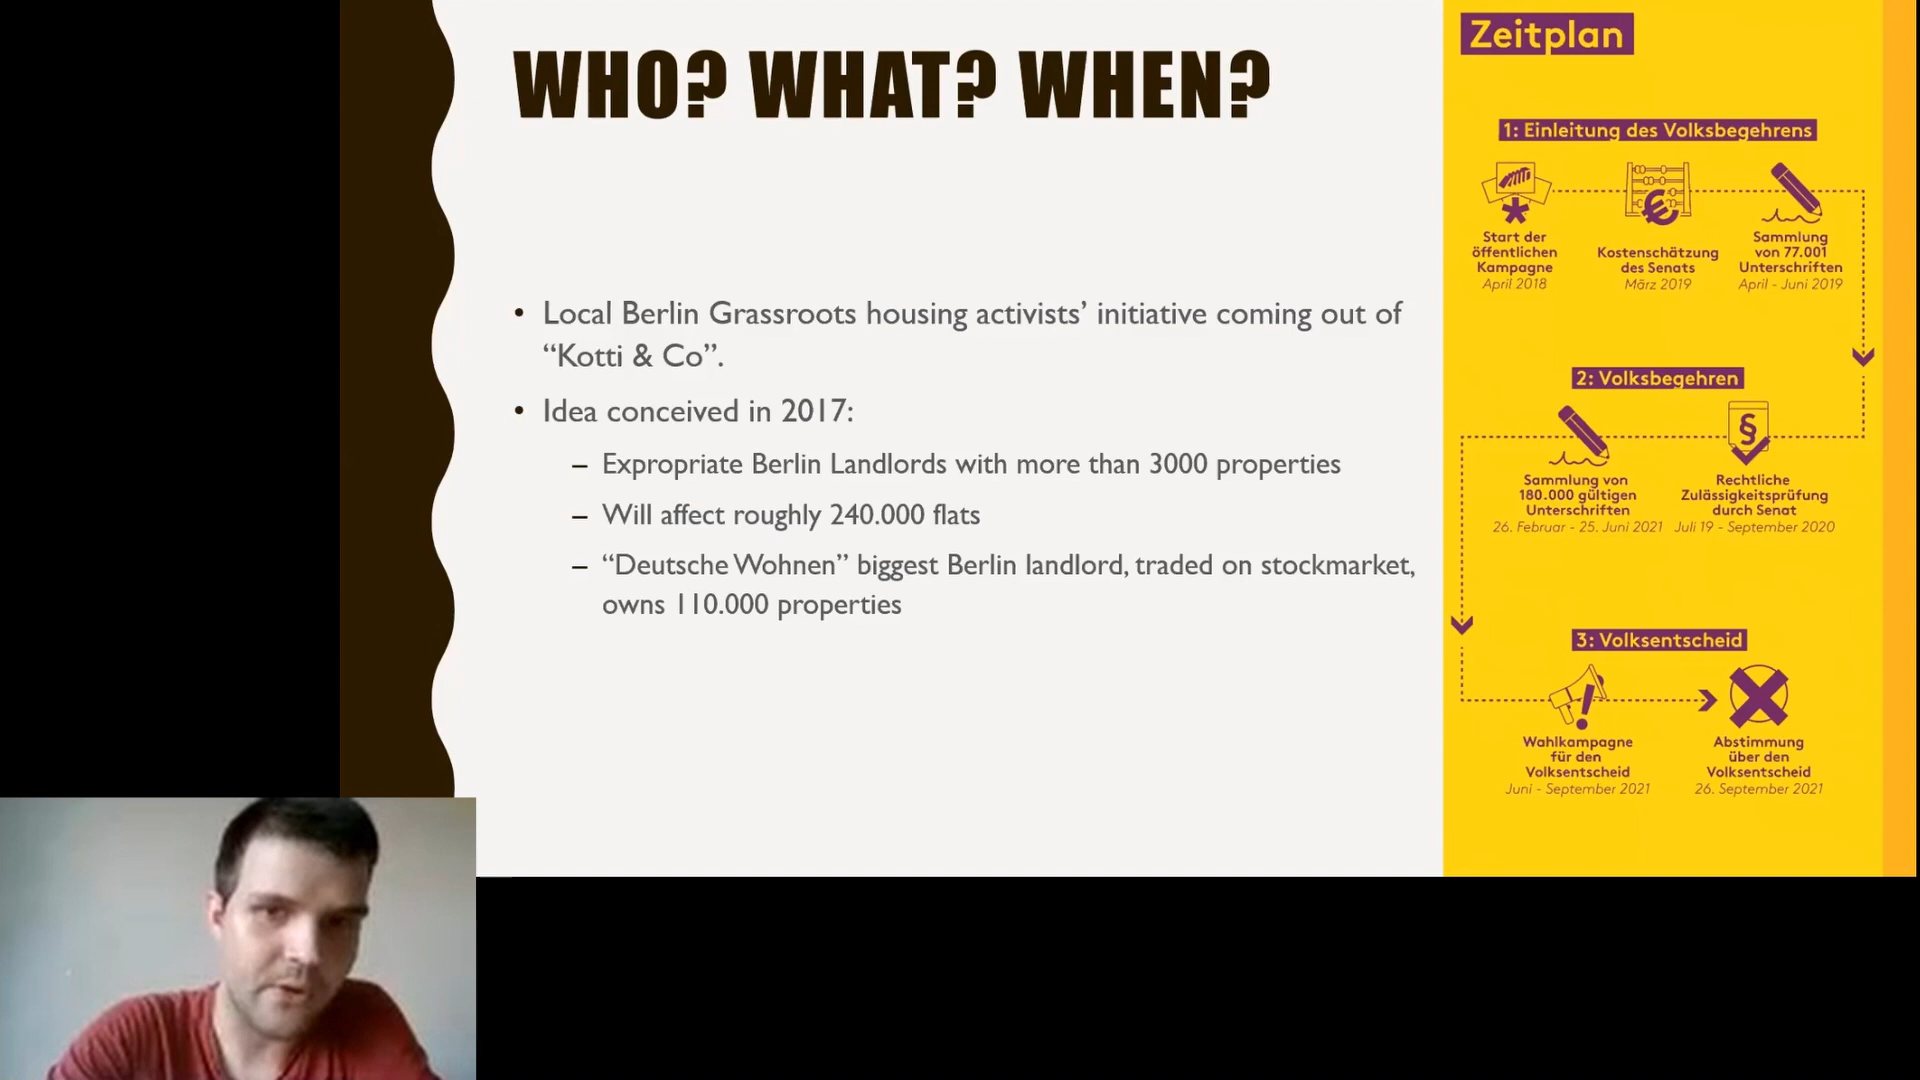 WHO? WHAT? WHEN?
• Local Berlin Grassroots housing activists’ initiative coming out of
“Kotti & Co”.
• Idea conceived in 2017:
– Expropriate Berlin Landlords with more than 3000 properties
– Will affect roughly 240.000 flats
– “Deutsche Wohnen” biggest Berlin landlord, traded on stockmarket,
owns 110.000 properties
Zeitplan
1: Einleitung des Volksbegehrens
Start der
öffentlichen
Kampagne
April 2018
€
Kostenschätzung
des Senats
März 2019
Sammlung
von 77.001
Unterschriften
April - Juni 2019
2: Volksbegehren
Sammlung von
180.000 gültigen
Unterschriften
26. Februar - 25. Juni 2021
§
Rechtliche
Zulässigkeitsprüfung
durch Senat
Juli 19 - September 2020
3: Volksentscheid
Wahlkampagne
für den
Volksentscheid
Juni - September 2021
Abstimmung
über den
Volksentscheid
26. September 2021